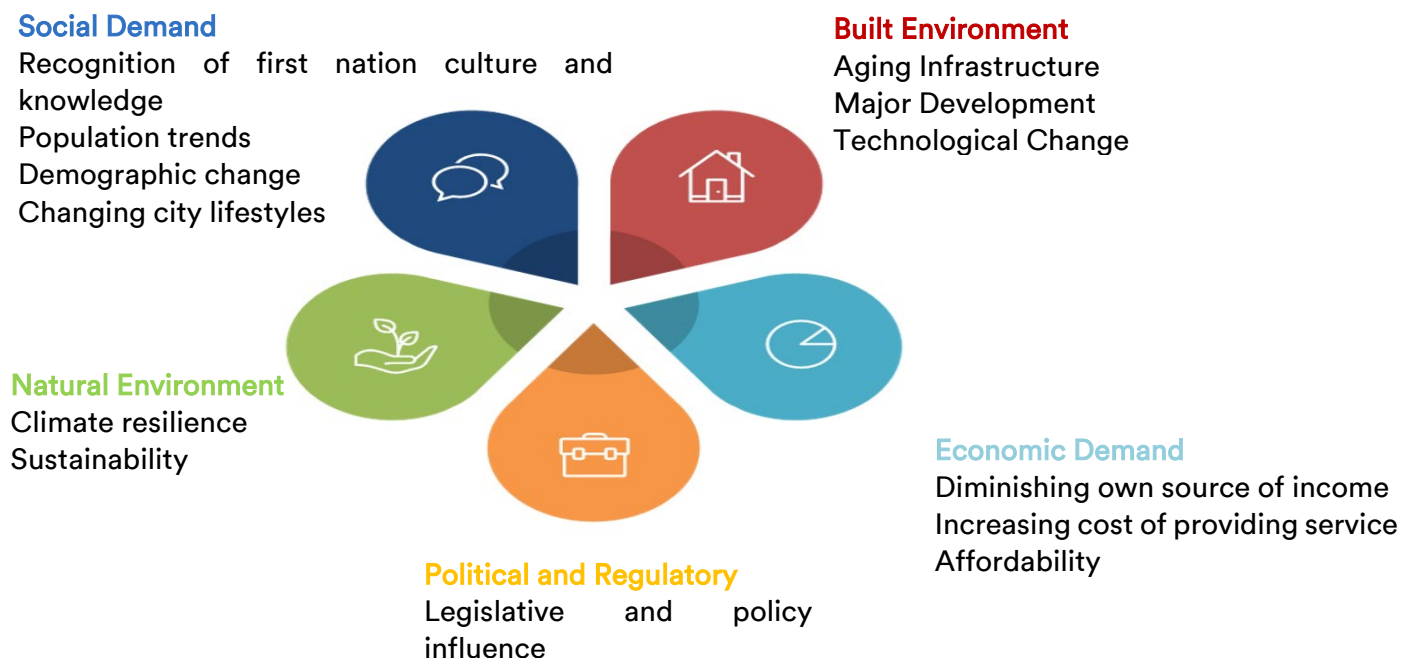 Social Demand
Recognition of first nation culture and
knowledge
Population trends
Demographic change
Changing city lifestyles
Built Environment
Aging Infrastructure
Major Development
Technological Change
Natural Environment
Climate resilience
Sustainability
Economic Demand
Diminishing own source of income
Increasing cost of providing service
Affordability
Political and Regulatory
Legislative and policy
influence